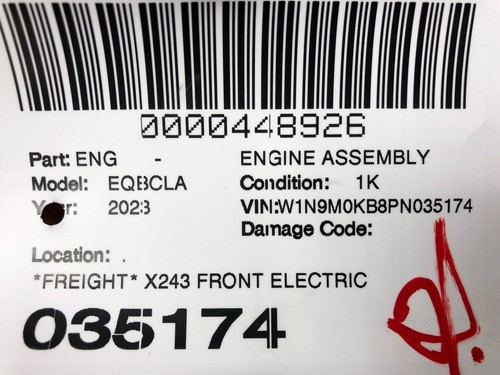 0000448926
Part: ENG - ENGINE ASSEMBLY
Model: EQBCLA Condition: 1K
Year: 2023 VIN:W1N9M0KB8PN035174
Damage Code:
Location: .
*FREIGHT* X243 FRONT ELECTRIC
035174